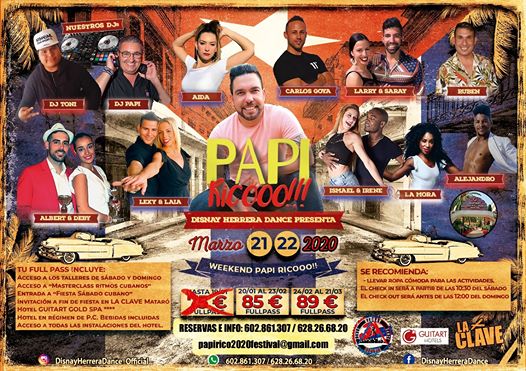 NUESTROS DJs
DJ TONI
DJ PAPI
AIDA
CARLOS GOYA
LARRY & SARAY
RUBEN
ALBERT & DEBY
LEXY & LAIA
ISMAEL & IRENE
LA MORA
ALEJANDRO
PAPI
RICOOO!!!
DISNAY HERRERA DANCE PRESENTA
Marzo 21 22 2020
WEEKEND PAPI RICOOO!!
TU FULL PASS INCLUYE:
ACCESO A LOS TALLERES DE SÁBADO Y DOMINGO
ACCESO A "MASTERCLASS RITMOS CUBANOS"
ENTRADA A "FIESTA SÁBADO CUBANO"
INVITACIÓN A FIN DE FIESTA EN LA CLAVE MATARÓ
HOTEL GUITART GOLD SPA ****
HOTEL EN RÉGIMEN DE P.C. BEBIDAS INCLUIDAS
ACCESO A TODAS LAS INSTALACIONES DEL HOTEL.
20/01 AL 23/02
85 €
FULLPASS
24/02 AL 21/03
89 €
FULLPASS
SE RECOMIENDA:
- LLEVAR ROPA CÓMODA PARA LAS ACTIVIDADES.
EL CHECK IN SERÁ A PARTIR DE LAS 10:30 DEL SÁBADO.
EL CHECK OUT SERÁ ANTES DE LAS 12:00 DEL DOMINGO
RESERVAS E INFO: 602.861.307 / 628.26.68.20
papirico2020festival@gmail.com
GUITART
HOTELS
LA CLAVE
DisnayHerreraDance Official
602.861.307 / 628.26.68.20
DisnayHerreraDance